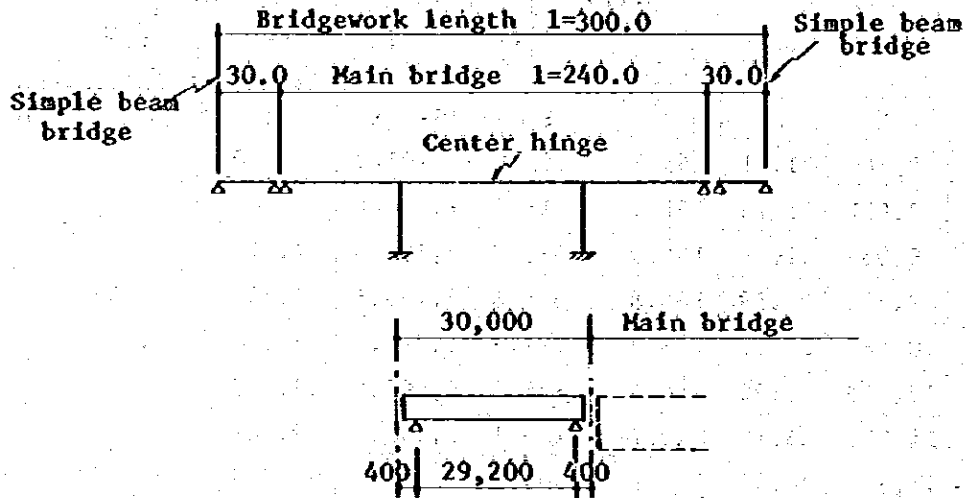 Bridgework length l=300.0
Simple beam
bridge
30.0 Main bridge l=240.0 30.0
Simple beam
bridge
Center hinge
30,000 Main bridge
400 29,200 400